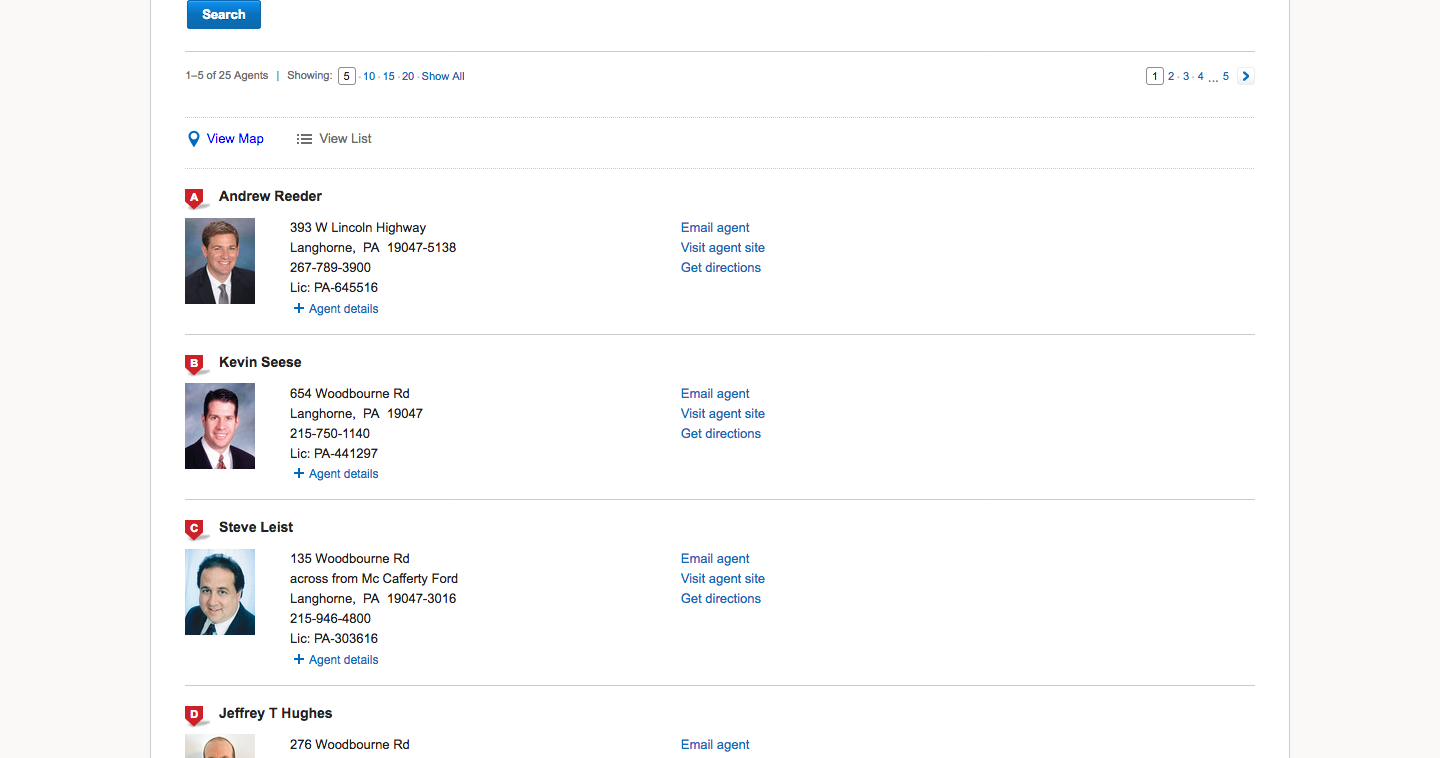 Search
1–5 of 25 Agents | Showing: 5 · 10 · 15 · 20 · Show All
1 2 · 3 · 4 ... 5
View Map
View List
A Andrew Reeder
393 W Lincoln Highway
Email agent
Langhorne, PA 19047-5138
Visit agent site
267-789-3900
Get directions
Lic: PA-645516
+ Agent details
B Kevin Seese
654 Woodbourne Rd
Email agent
Langhorne, PA 19047
Visit agent site
215-750-1140
Get directions
Lic: PA-441297
+ Agent details
C Steve Leist
135 Woodbourne Rd
Email agent
across from Mc Cafferty Ford
Visit agent site
Langhorne, PA 19047-3016
Get directions
215-946-4800
Lic: PA-303616
+ Agent details
D Jeffrey T Hughes
276 Woodbourne Rd
Email agent